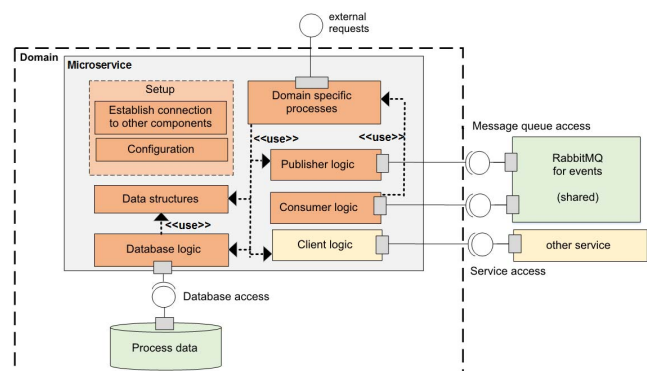 external
requests
Domain
Microservice
Setup
Establish connection
to other components
Configuration
Domain specific
processes
<<use>>
<<use>>
Message queue access
Publisher logic
RabbitMQ
for events
(shared)
Data structures
Consumer logic
<<use>>
Database logic
Client logic
other service
Service access
Database access
Process data